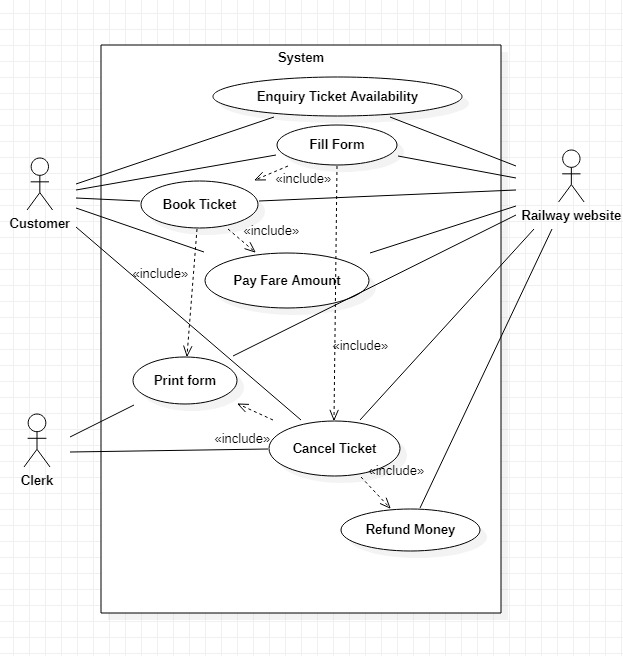 System
Enquiry Ticket Availability
Fill Form
«include»
Customer
Book Ticket
Railway website
«include»
«include»
Pay Fare Amount
«include»
Print form
«include»
Cancel Ticket
«include»
Clerk
Refund Money